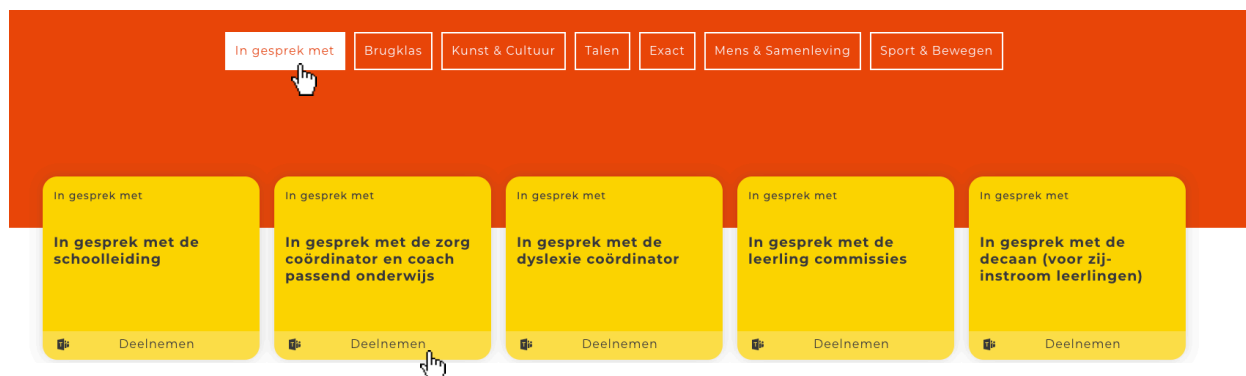 In gesprek met
Brugklas
Kunst & Cultuur
Talen
Exact
Mens & Samenleving
Sport & Bewegen
In gesprek met
In gesprek met de
schoolleiding
Deelnemen
In gesprek met
In gesprek met de zorg
coördinator en coach
passend onderwijs
Deelnemen
In gesprek met
In gesprek met de
dyslexie coördinator
Deelnemen
In gesprek met
In gesprek met de
leerling commissies
Deelnemen
In gesprek met
In gesprek met de
decaan (voor zij-
instroom leerlingen)
Deelnemen